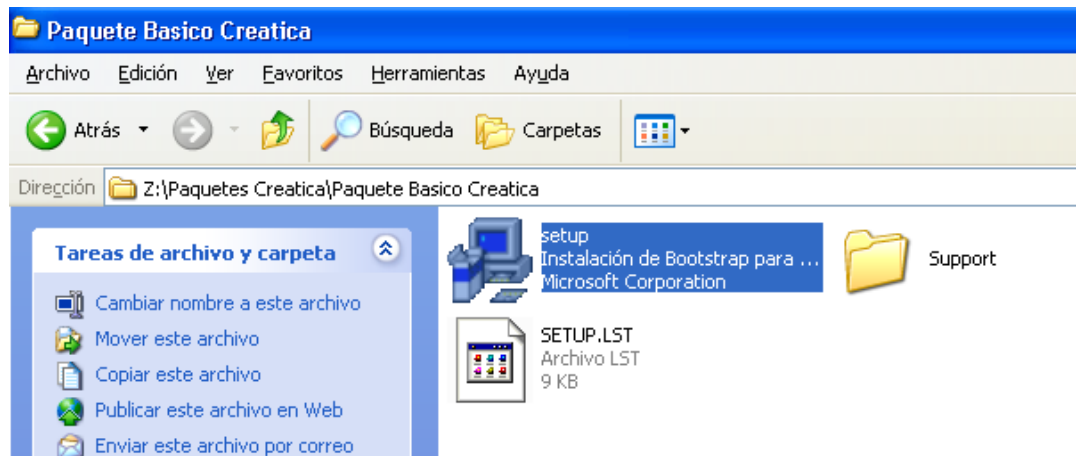 Paquete Basico Creatica
Archivo Edición Ver Favoritos Herramientas Ayuda
Atrás Búsqueda Carpetas
Dirección Z:\Paquetes Creatica\Paquete Basico Creatica
Tareas de archivo y carpeta
Cambiar nombre a este archivo
Mover este archivo
Copiar este archivo
Publicar este archivo en Web
Enviar este archivo por correo
setup
Instalación de Bootstrap para ...
Microsoft Corporation
Support
SETUP.LST
Archivo LST
9 KB